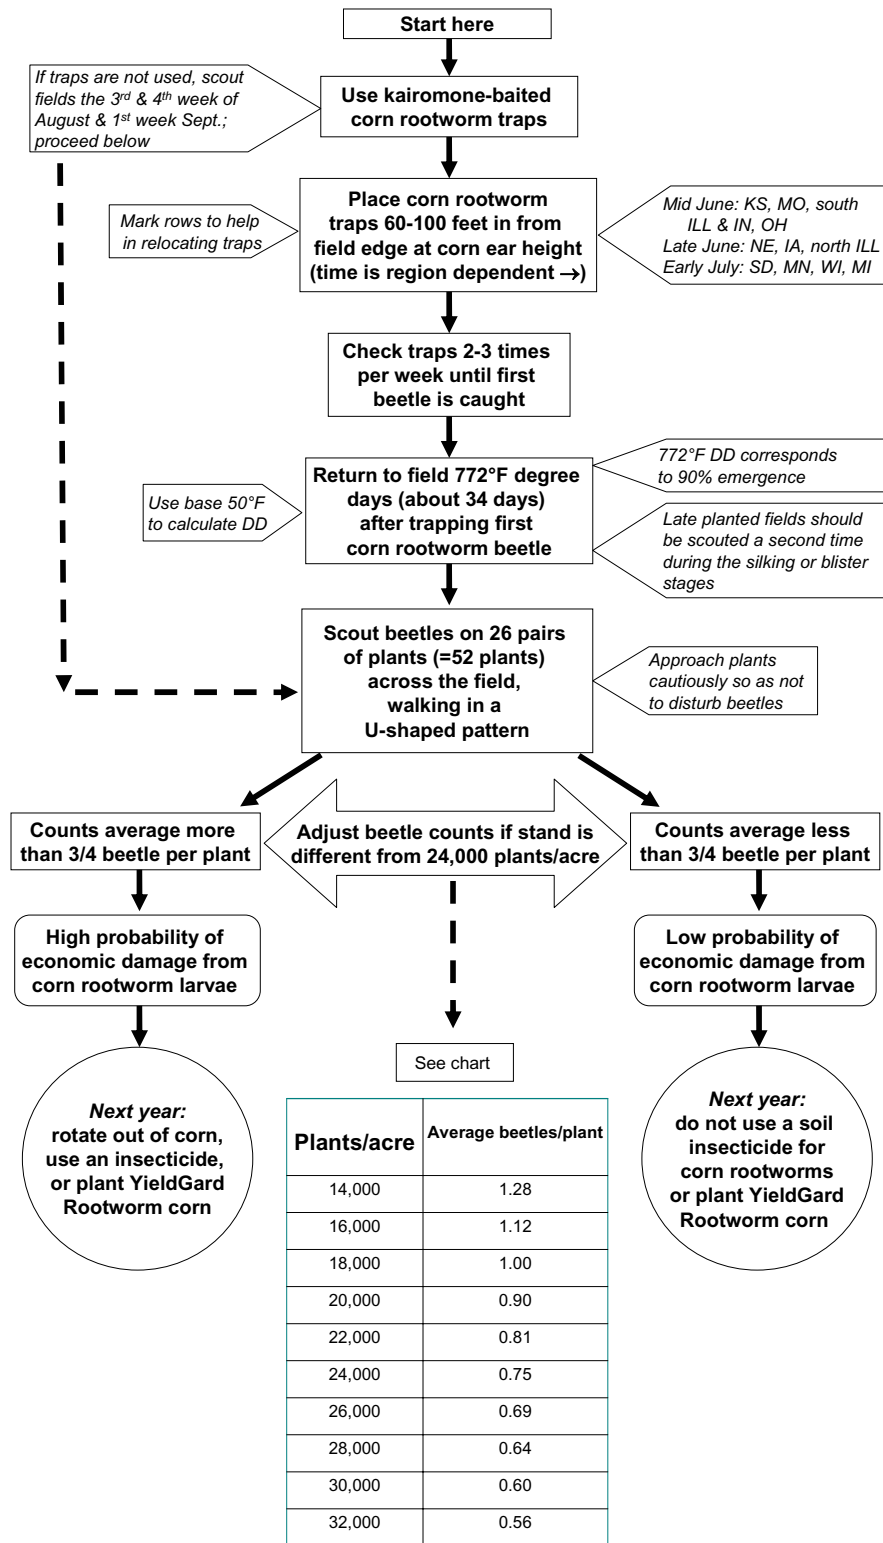 Start here
If traps are not used, scout
fields the 3rd & 4th week of
August & 1st week Sept.;
proceed below
Use kairomone-baited
corn rootworm traps
Mark rows to help
in relocating traps
Place corn rootworm
traps 60-100 feet in from
field edge at corn ear height
(time is region dependent →)
Mid June: KS, MO, south
ILL & IN, OH
Late June: NE, IA, north ILL
Early July: SD, MN, WI, MI
Check traps 2-3 times
per week until first
beetle is caught
Use base 50°F
to calculate DD
Return to field 772°F degree
days (about 34 days)
after trapping first
corn rootworm beetle
772°F DD corresponds
to 90% emergence
Late planted fields should
be scouted a second time
during the silking or blister
stages
Scout beetles on 26 pairs
of plants (=52 plants)
across the field,
walking in a
U-shaped pattern
Approach plants
cautiously so as not
to disturb beetles
Counts average more
than 3/4 beetle per plant
Adjust beetle counts if stand is
different from 24,000 plants/acre
Counts average less
than 3/4 beetle per plant
High probability of
economic damage from
corn rootworm larvae
Low probability of
economic damage from
corn rootworm larvae
Next year:
rotate out of corn,
use an insecticide,
or plant YieldGard
Rootworm corn
See chart
Next year:
do not use a soil
insecticide for
corn rootworms
or plant YieldGard
Rootworm corn
Plants/acre Average beetles/plant
14,000 1.28
16,000 1.12
18,000 1.00
20,000 0.90
22,000 0.81
24,000 0.75
26,000 0.69
28,000 0.64
30,000 0.60
32,000 0.56